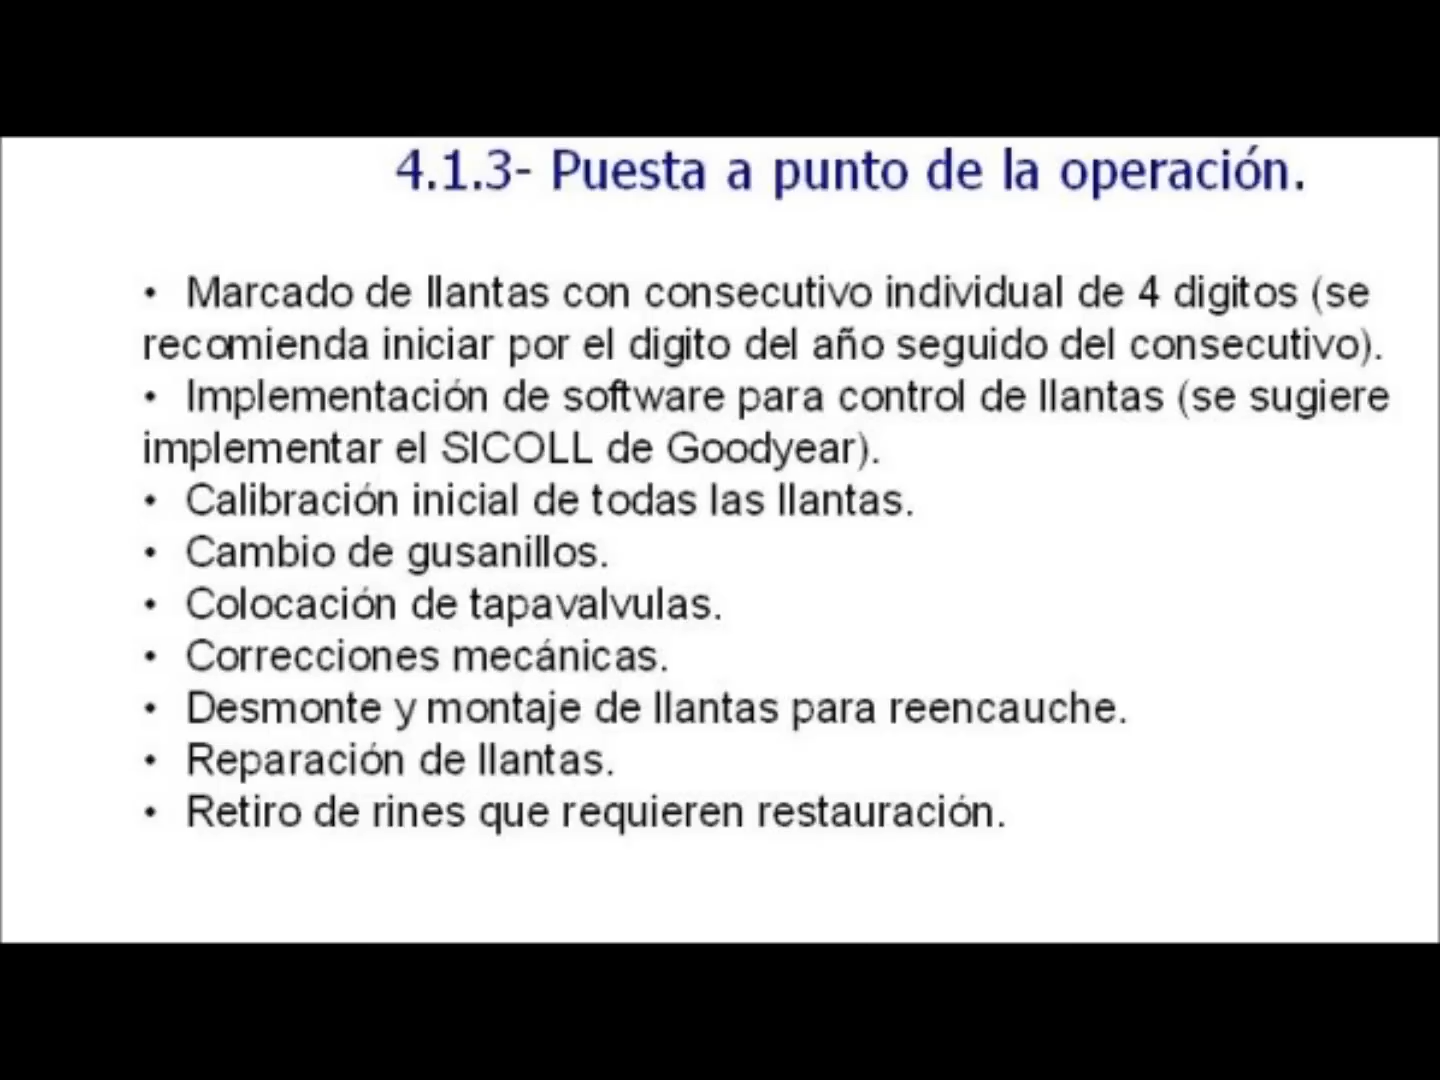 4.1.3- Puesta a punto de la operación.
• Marcado de llantas con consecutivo individual de 4 digitos (se
recomienda iniciar por el digito del año seguido del consecutivo).
• Implementación de software para control de llantas (se sugiere
implementar el SICOLL de Goodyear).
• Calibración inicial de todas las llantas.
• Cambio de gusanillos.
• Colocación de tapavalvulas.
• Correcciones mecánicas.
• Desmonte y montaje de llantas para reencauche.
• Reparación de llantas.
• Retiro de rines que requieren restauración.